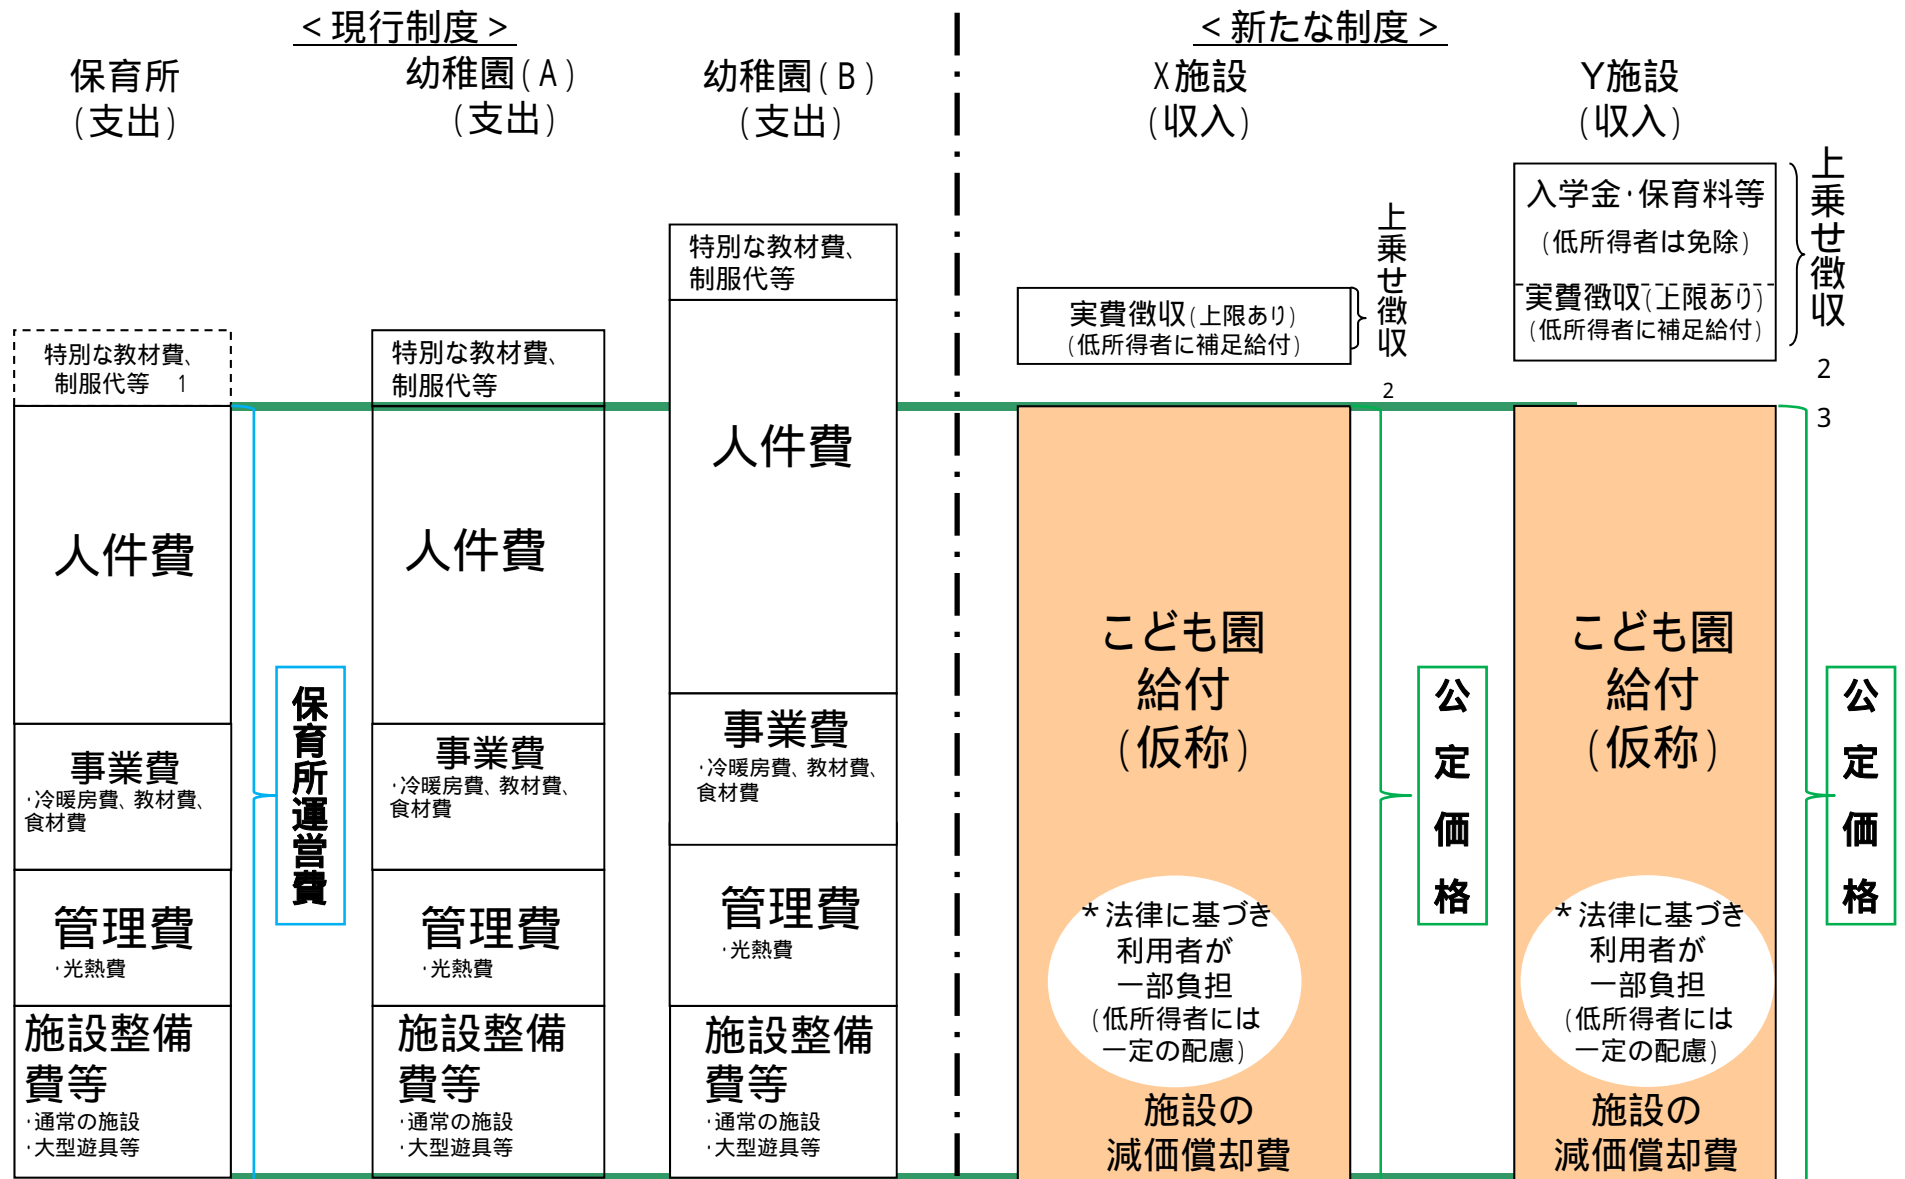 ＜現行制度＞
＜新たな制度＞
保育所
(支出)
幼稚園(A)
(支出)
幼稚園(B)
(支出)
X施設
(収入)
Y施設
(収入)
特別な教材費、
制服代等 1
人件費
事業費
・冷暖房費、教材費、
食材費
管理費
・光熱費
施設整備
費等
・通常の施設
・大型遊具等
保育所運営費
特別な教材費、
制服代等
人件費
事業費
・冷暖房費、教材費、
食材費
管理費
・光熱費
施設整備
費等
・通常の施設
・大型遊具等
特別な教材費、
制服代等
人件費
事業費
・冷暖房費、教材費、
食材費
管理費
・光熱費
施設整備
費等
・通常の施設
・大型遊具等
実費徴収(上限あり)
(低所得者に補足給付)
上乗せ徴収
2
こども園
給付
(仮称)
*法律に基づき
利用者が
一部負担
(低所得者には
一定の配慮)
施設の
減価償却費
公定価格
入学金・保育料等
(低所得者は免除)
実費徴収(上限あり)
(低所得者に補足給付)
上乗せ徴収
2
3
こども園
給付
(仮称)
*法律に基づき
利用者が
一部負担
(低所得者には
一定の配慮)
施設の
減価償却費
公定価格